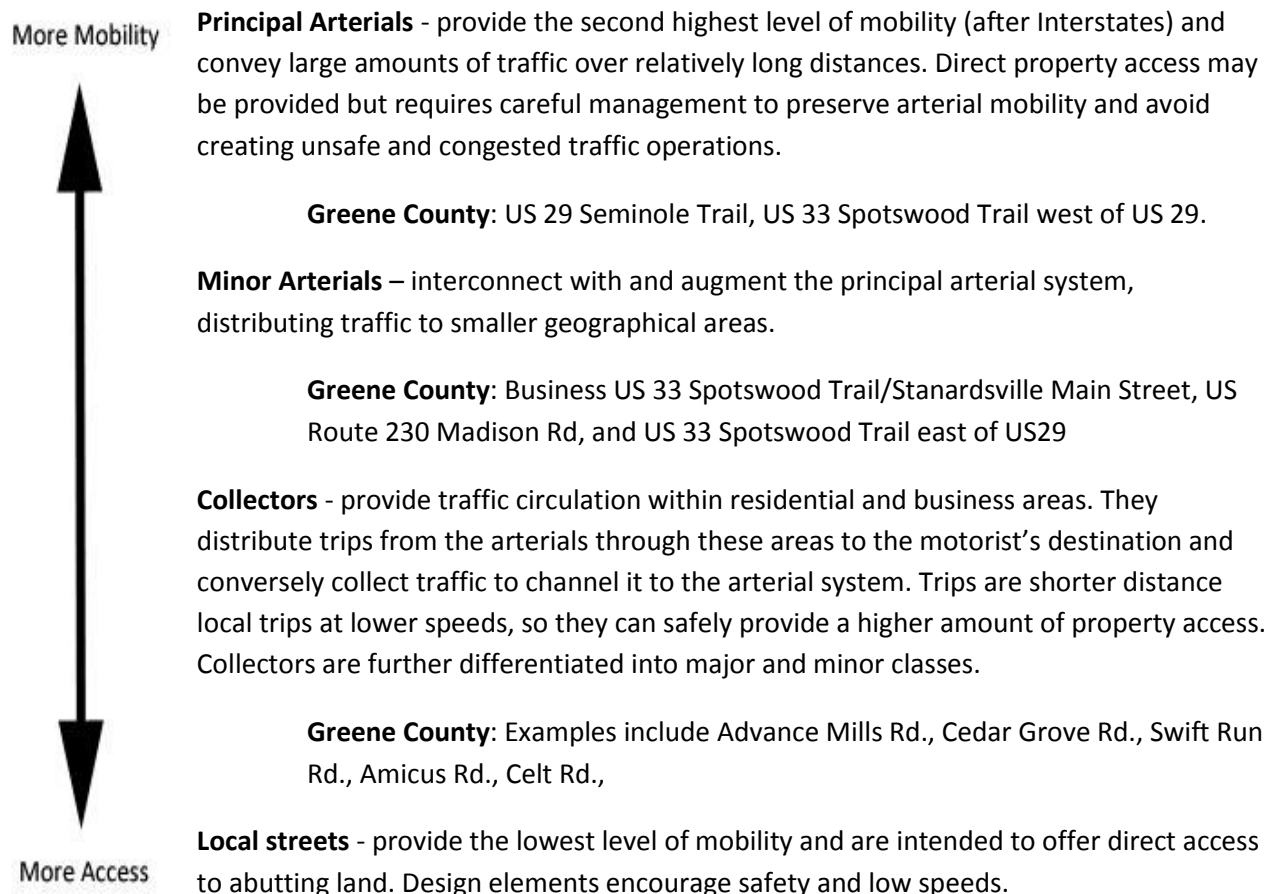 More Mobility
Principal Arterials - provide the second highest level of mobility (after Interstates) and
convey large amounts of traffic over relatively long distances. Direct property access may
be provided but requires careful management to preserve arterial mobility and avoid
creating unsafe and congested traffic operations.
Greene County: US 29 Seminole Trail, US 33 Spotswood Trail west of US 29.
Minor Arterials – interconnect with and augment the principal arterial system,
distributing traffic to smaller geographical areas.
Greene County: Business US 33 Spotswood Trail/Stanardsville Main Street, US
Route 230 Madison Rd, and US 33 Spotswood Trail east of US29
Collectors - provide traffic circulation within residential and business areas. They
distribute trips from the arterials through these areas to the motorist’s destination and
conversely collect traffic to channel it to the arterial system. Trips are shorter distance
local trips at lower speeds, so they can safely provide a higher amount of property access.
Collectors are further differentiated into major and minor classes.
Greene County: Examples include Advance Mills Rd., Cedar Grove Rd., Swift Run
Rd., Amicus Rd., Celt Rd.,
Local streets - provide the lowest level of mobility and are intended to offer direct access
to abutting land. Design elements encourage safety and low speeds.
More Access